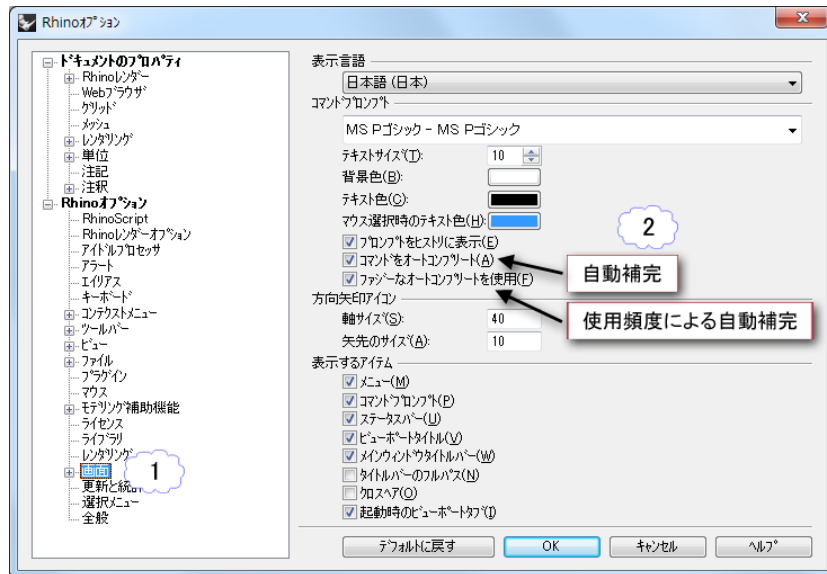 Rhinoｵﾌﾟｼｮﾝ
ﾄﾞｷｭﾒﾝﾄのﾌﾟﾛﾊﾟﾃｨ
Rhinoﾚﾝﾀﾞｰ
Webﾌﾞﾗｳｻﾞ
ｸﾞﾘｯﾄﾞ
ﾒｯｼｭ
ﾚﾝﾀﾞﾘﾝｸﾞ
単位
注記
注釈
Rhinoｵﾌﾟｼｮﾝ
RhinoScript
Rhinoﾚﾝﾀﾞｰｵﾌﾟｼｮﾝ
ｱｲﾄﾞﾙﾌﾟﾛｾｯｻ
ｱﾗｰﾄ
ｴｲﾘｱｽ
ｷｰﾎﾞｰﾄﾞ
ｺﾝﾃｸｽﾄﾒﾆｭｰ
ﾂｰﾙﾊﾞｰ
ﾋﾞｭｰ
ﾌｧｲﾙ
ﾌﾟﾗｸﾞｲﾝ
ﾏｳｽ
ﾓﾃﾞﾘﾝｸﾞ補助機能
ﾗｲｾﾝｽ
ﾗｲﾌﾞﾗﾘ
ﾚﾝﾀﾞﾘﾝｸﾞ
画面
1
更新と統計
選択ﾒﾆｭｰ
全般
表示言語
日本語 (日本)
ｺﾏﾝﾄﾞﾌﾟﾛﾝﾌﾟﾄ
MS Pゴシック - MS Pゴシック
ﾃｷｽﾄｻｲｽﾞ(T): 10
背景色(B):
ﾃｷｽﾄ色(C):
ﾏｳｽ選択時のﾃｷｽﾄ色(H):
2
ﾌﾟﾛﾝﾌﾟﾄをﾋｽﾄﾘに表示(E)
ｺﾏﾝﾄﾞをｵｰﾄｺﾝﾌﾟﾘｰﾄ(A)
自動補完
ﾌｧｼﾞｰなｵｰﾄｺﾝﾌﾟﾘｰﾄを使用(F)
使用頻度による自動補完
方向矢印ｱｲｺﾝ
軸ｻｲｽﾞ(S): 40
矢先のｻｲｽﾞ(A): 10
表示するｱｲﾃﾑ
ﾒﾆｭｰ(M)
ｺﾏﾝﾄﾞﾌﾟﾛﾝﾌﾟﾄ(P)
ｽﾃｰﾀｽﾊﾞｰ(U)
ﾋﾞｭｰﾎﾟｰﾄﾀｲﾄﾙ(V)
ﾒｲﾝｳｨﾝﾄﾞｳﾀｲﾄﾙﾊﾞｰ(W)
ﾀｲﾄﾙﾊﾞｰのﾌﾙﾊﾟｽ(N)
ｸﾛｽﾍｱ(O)
起動時のﾋﾞｭｰﾎﾟｰﾄﾀﾌﾞ(I)
ﾃﾞﾌｫﾙﾄに戻す
OK
ｷｬﾝｾﾙ
ﾍﾙﾌﾟ